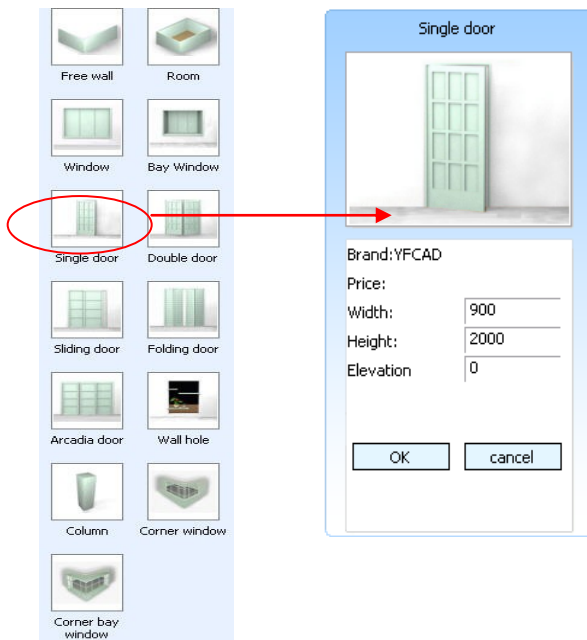 Free wall
Room
Window
Bay Window
Single door
Double door
Sliding door
Folding door
Arcadia door
Wall hole
Column
Corner window
Corner bay
window
Single door
Brand:YFCAD
Price:
Width: 900
Height: 2000
Elevation 0
OK cancel